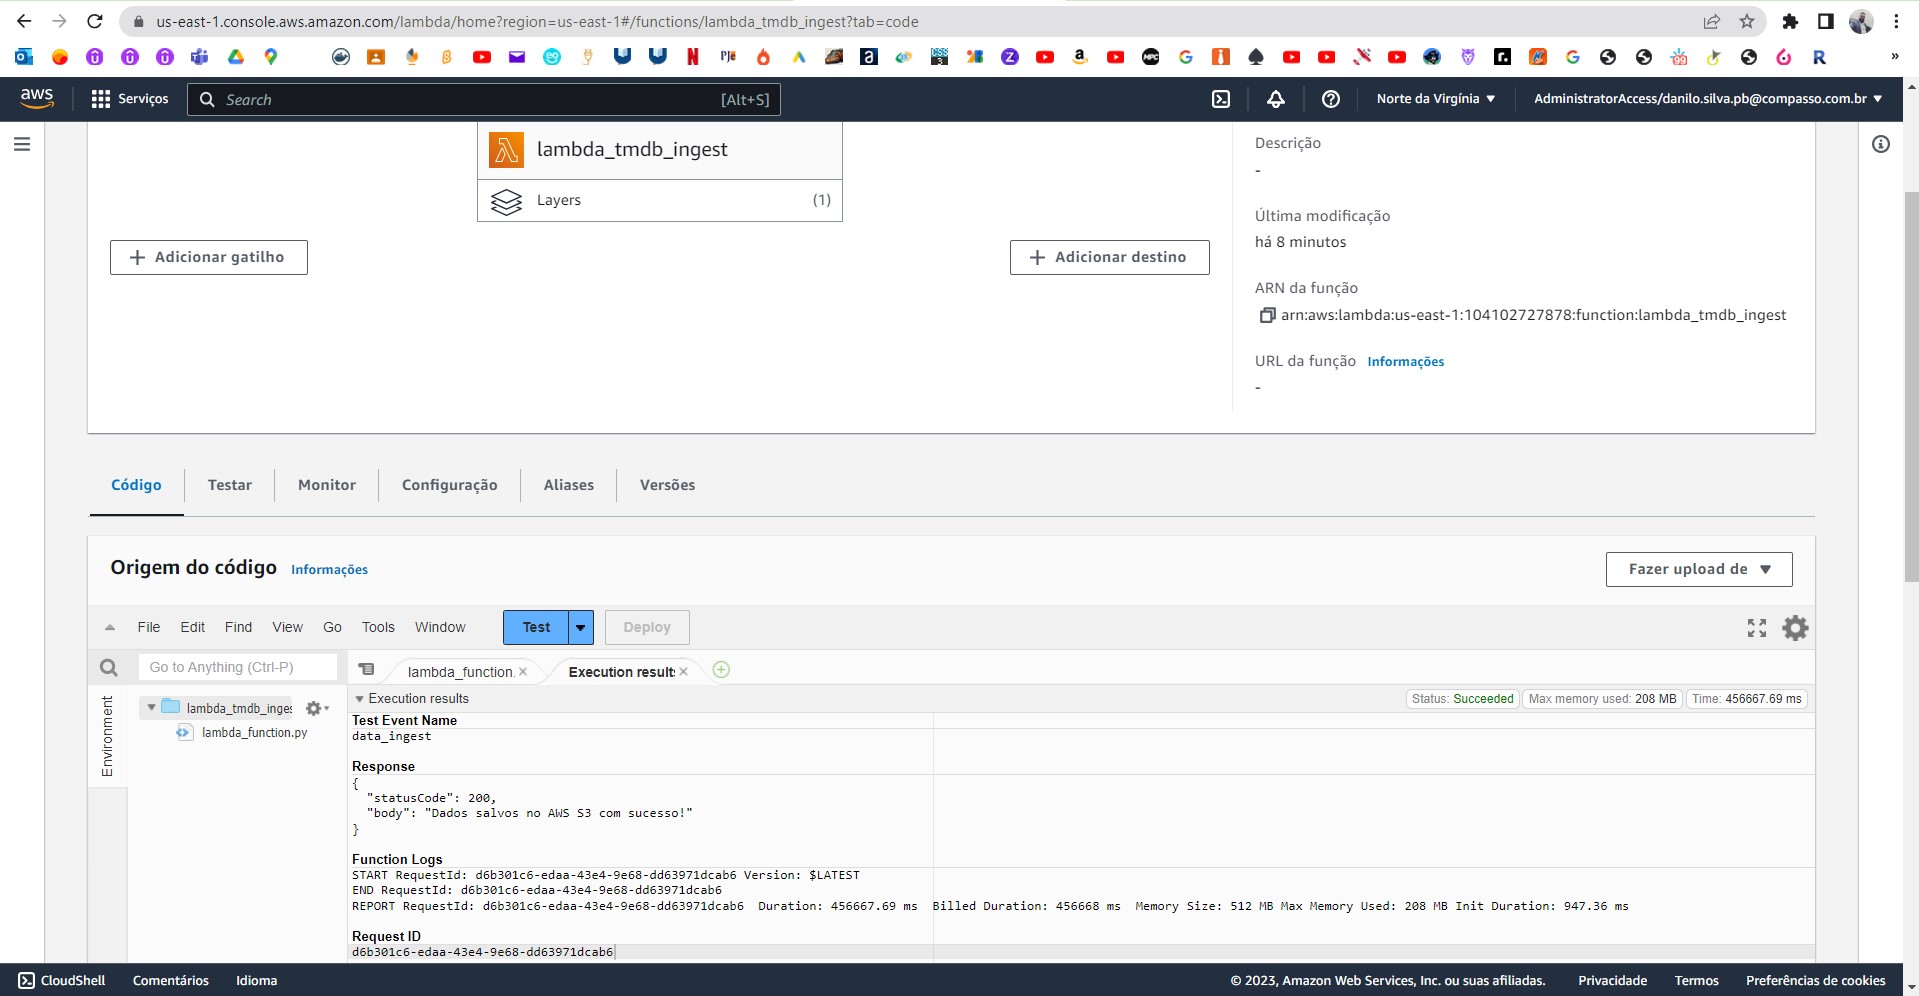 us-east-1.console.aws.amazon.com/lambda/home?region=us-east-1#/functions/lambda_tmdb_ingest?tab=code
aws
Serviços
Search
[Alt+S]
Norte da Virgínia
AdministratorAccess/danilo.silva.pb@compasso.com.br
lambda_tmdb_ingest
Layers
(1)
Adicionar gatilho
Adicionar destino
Descrição
-
Última modificação
há 8 minutos
ARN da função
arn:aws:lambda:us-east-1:104102727878:function:lambda_tmdb_ingest
URL da função Informações
-
Código
Testar
Monitor
Configuração
Aliases
Versões
Origem do código Informações
Fazer upload de
File Edit Find View Go Tools Window
Test
Deploy
Go to Anything (Ctrl-P)
lambda_function.
Execution result
Environment
lambda_tmdb_inges
lambda_function.py
Execution results
Status: Succeeded
Max memory used: 208 MB
Time: 456667.69 ms
Test Event Name
data_ingest
Response
{
"statusCode": 200,
"body": "Dados salvos no AWS S3 com sucesso!"
}
Function Logs
START RequestId: d6b301c6-edaa-43e4-9e68-dd63971dcab6 Version: $LATEST
END RequestId: d6b301c6-edaa-43e4-9e68-dd63971dcab6
REPORT RequestId: d6b301c6-edaa-43e4-9e68-dd63971dcab6 Duration: 456667.69 ms Billed Duration: 456668 ms Memory Size: 512 MB Max Memory Used: 208 MB Init Duration: 947.36 ms
Request ID
d6b301c6-edaa-43e4-9e68-dd63971dcab6
CloudShell
Comentários
Idioma
© 2023, Amazon Web Services, Inc. ou suas afiliadas.
Privacidade
Termos
Preferências de cookies